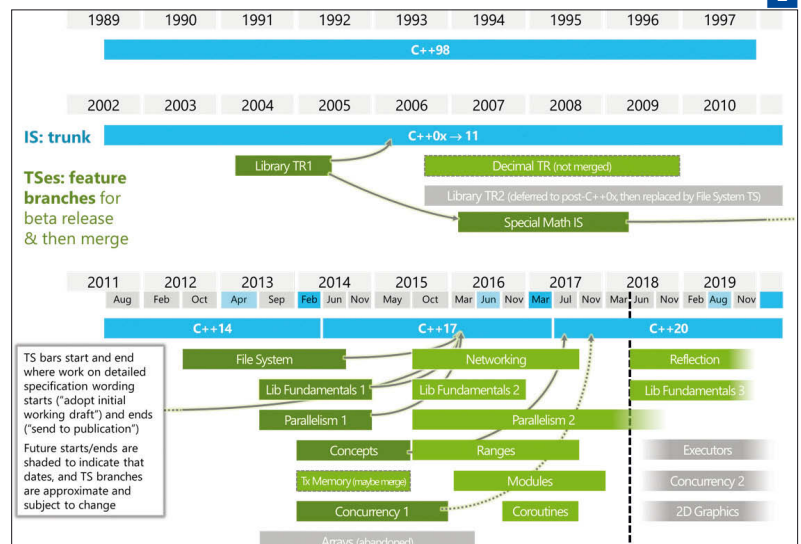 1989 1990 1991 1992 1993 1994 1995 1996 1997
C++98
2002 2003 2004 2005 2006 2007 2008 2009 2010
IS: trunk
C++0x → 11
Library TR1
Decimal TR (not merged)
TSes: feature
branches for
beta release
& then merge
Library TR2 (deferred to post-C++0x, then replaced by File System TS)
Special Math IS
2011 2012 2013 2014 2015 2016 2017 2018 2019
Aug Feb Oct Apr Sep Feb Jun Nov May Oct Mar Jun Nov Mar Jul Nov Mar Jun Nov Feb Aug Nov
C++14 C++17 C++20
TS bars start and end
where work on detailed
specification wording
starts (“adopt initial
working draft”) and ends
(“send to publication”)
Future starts/ends are
shaded to indicate that
dates, and TS branches
are approximate and
subject to change
File System Networking Reflection
Lib Fundamentals 1 Lib Fundamentals 2 Lib Fundamentals 3
Parallelism 1 Parallelism 2
Concepts Ranges Executors
Tx Memory (maybe merge) Modules Concurrency 2
Concurrency 1 Coroutines 2D Graphics
Arrays (abandoned)